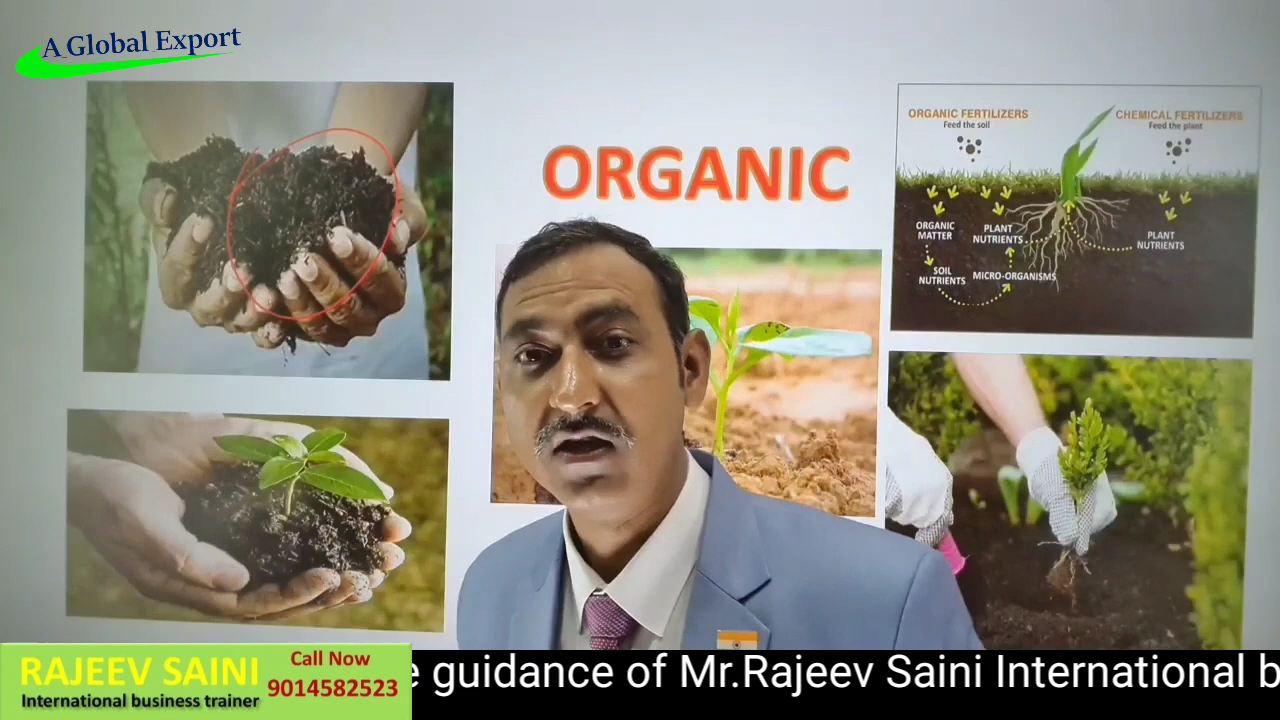 A Global Export
ORGANIC
ORGANIC FERTILIZERS
Feed the soil
CHEMICAL FERTILIZERS
Feed the plant
ORGANIC
MATTER
PLANT
NUTRIENTS
PLANT
NUTRIENTS
SOIL
NUTRIENTS
MICRO-ORGANISMS
RAJEEV SAINI
International business trainer
Call Now
9014582523
e guidance of Mr.Rajeev Saini International b